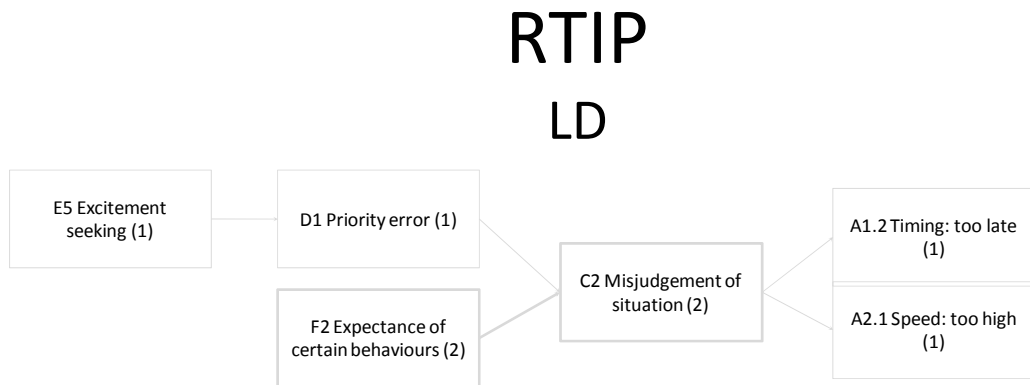 RTIP
LD
E5 Excitement
seeking (1)
D1 Priority error (1)
F2 Expectance of
certain behaviours (2)
C2 Misjudgement of
situation (2)
A1.2 Timing: too late
(1)
A2.1 Speed: too high
(1)